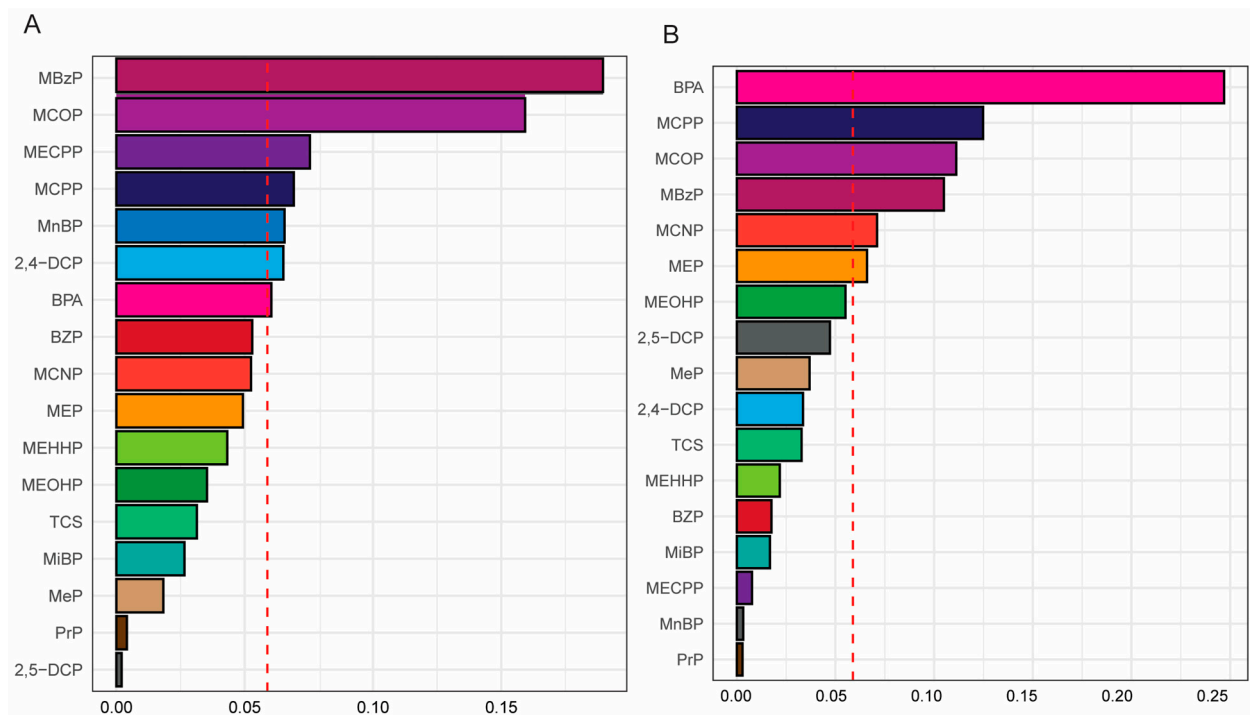 A
MBzP
MCOP
MECPP
MCPP
MnBP
2,4−DCP
BPA
BZP
MCNP
MEP
MEHHP
MEOHP
TCS
MiBP
MeP
PrP
2,5−DCP
0.00 0.05 0.10 0.15
B
BPA
MCPP
MCOP
MBzP
MCNP
MEP
MEOHP
2,5−DCP
MeP
2,4−DCP
TCS
MEHHP
BZP
MiBP
MECPP
MnBP
PrP
0.00 0.05 0.10 0.15 0.20 0.25